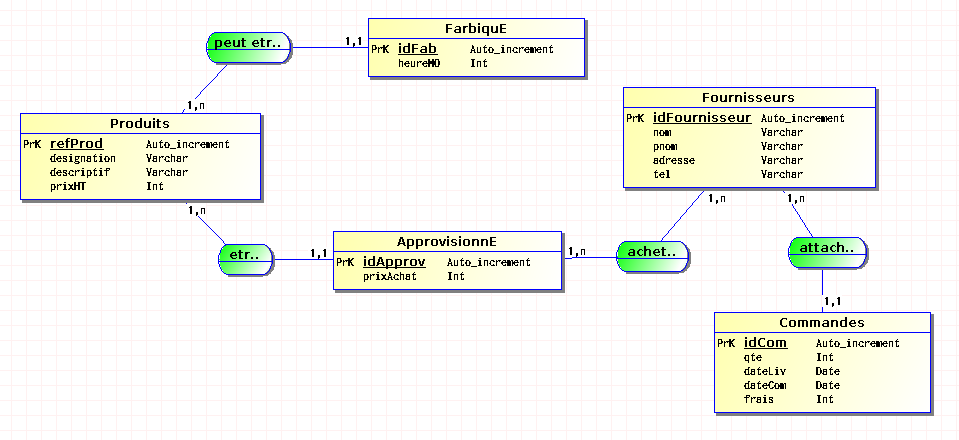 FarbiquE
PrK idFab Auto_increment
heureMO Int
peut etr..
1,1
1,n
Produits
PrK refProd Auto_increment
designation Varchar
descriptif Varchar
prixHT Int
1,n
etr..
1,1
ApprovisionnE
PrK idApprov Auto_increment
prixAchat Int
1,n
achet..
1,n
Fournisseurs
PrK idFournisseur Auto_increment
nom Varchar
pnom Varchar
adresse Varchar
tel Varchar
1,n
attach..
1,1
Commandes
PrK idCom Auto_increment
qte Int
dateLiv Date
dateCom Date
frais Int